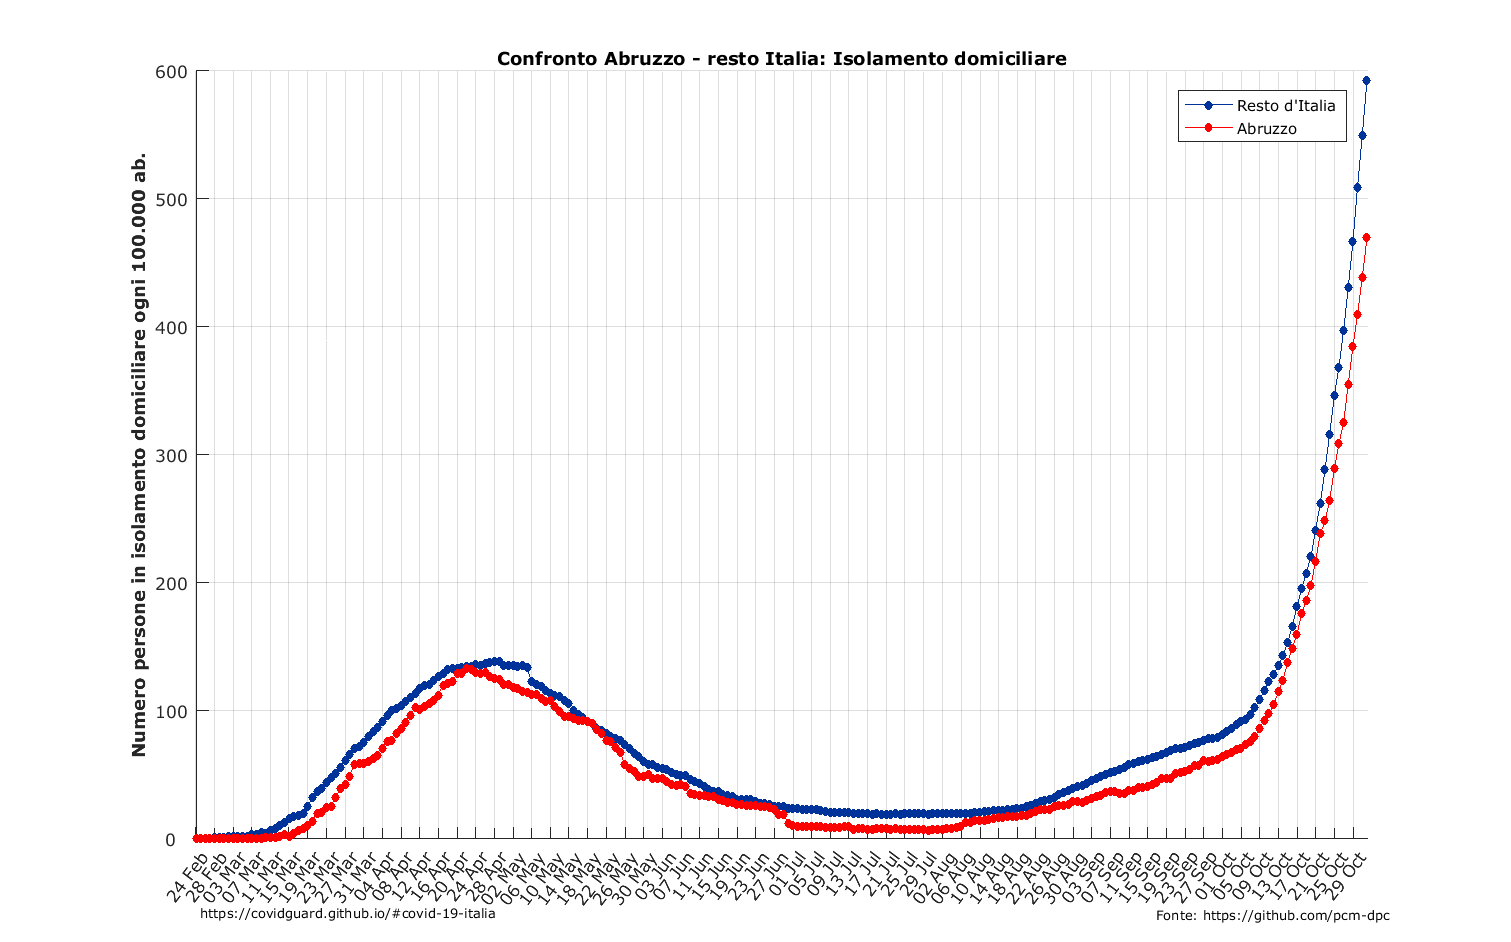 Confronto Abruzzo - resto Italia: Isolamento domiciliare
Numero persone in isolamento domiciliare ogni 100.000 ab.
600
500
400
300
200
100
0
Resto d'Italia
Abruzzo
24 Feb
28 Feb
03 Mar
07 Mar
11 Mar
15 Mar
19 Mar
23 Mar
27 Mar
31 Mar
04 Apr
08 Apr
12 Apr
16 Apr
20 Apr
24 Apr
28 Apr
02 May
06 May
10 May
14 May
18 May
22 May
26 May
30 May
03 Jun
07 Jun
11 Jun
15 Jun
19 Jun
23 Jun
27 Jun
01 Jul
05 Jul
09 Jul
13 Jul
17 Jul
21 Jul
25 Jul
29 Jul
02 Aug
06 Aug
10 Aug
14 Aug
18 Aug
22 Aug
26 Aug
30 Aug
03 Sep
07 Sep
11 Sep
15 Sep
19 Sep
23 Sep
27 Sep
01 Oct
05 Oct
09 Oct
13 Oct
17 Oct
21 Oct
25 Oct
29 Oct
https://covidguard.github.io/#covid-19-italia
Fonte: https://github.com/pcm-dpc